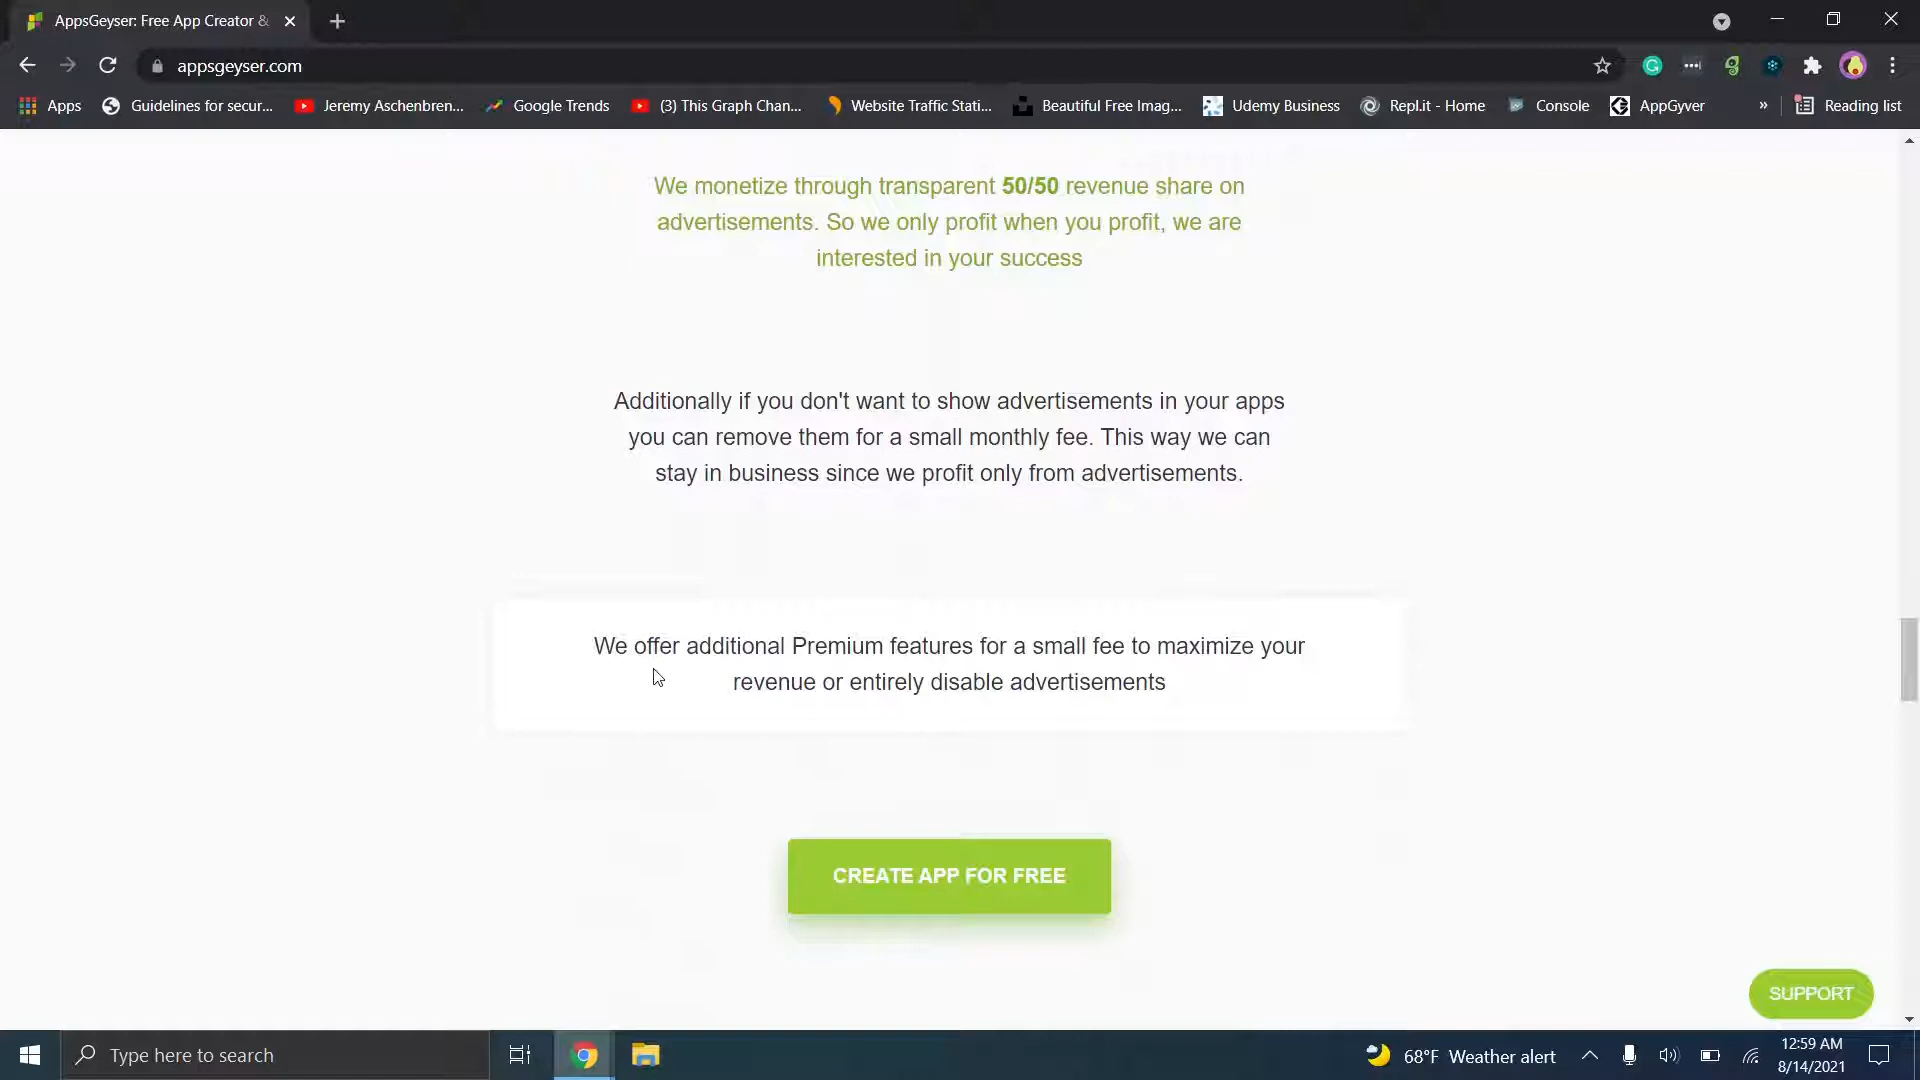 AppsGeyser: Free App Creator &
appsgeyser.com
Apps
Guidelines for secur...
Jeremy Aschenbren...
Google Trends
(3) This Graph Chan...
Website Traffic Stati...
Beautiful Free Imag...
Udemy Business
Repl.it - Home
Console
AppGyver
»
Reading list
We monetize through transparent 50/50 revenue share on
advertisements. So we only profit when you profit, we are
interested in your success
Additionally if you don't want to show advertisements in your apps
you can remove them for a small monthly fee. This way we can
stay in business since we profit only from advertisements.
We offer additional Premium features for a small fee to maximize your
revenue or entirely disable advertisements
CREATE APP FOR FREE
SUPPORT
Type here to search
68°F Weather alert
12:59 AM
8/14/2021